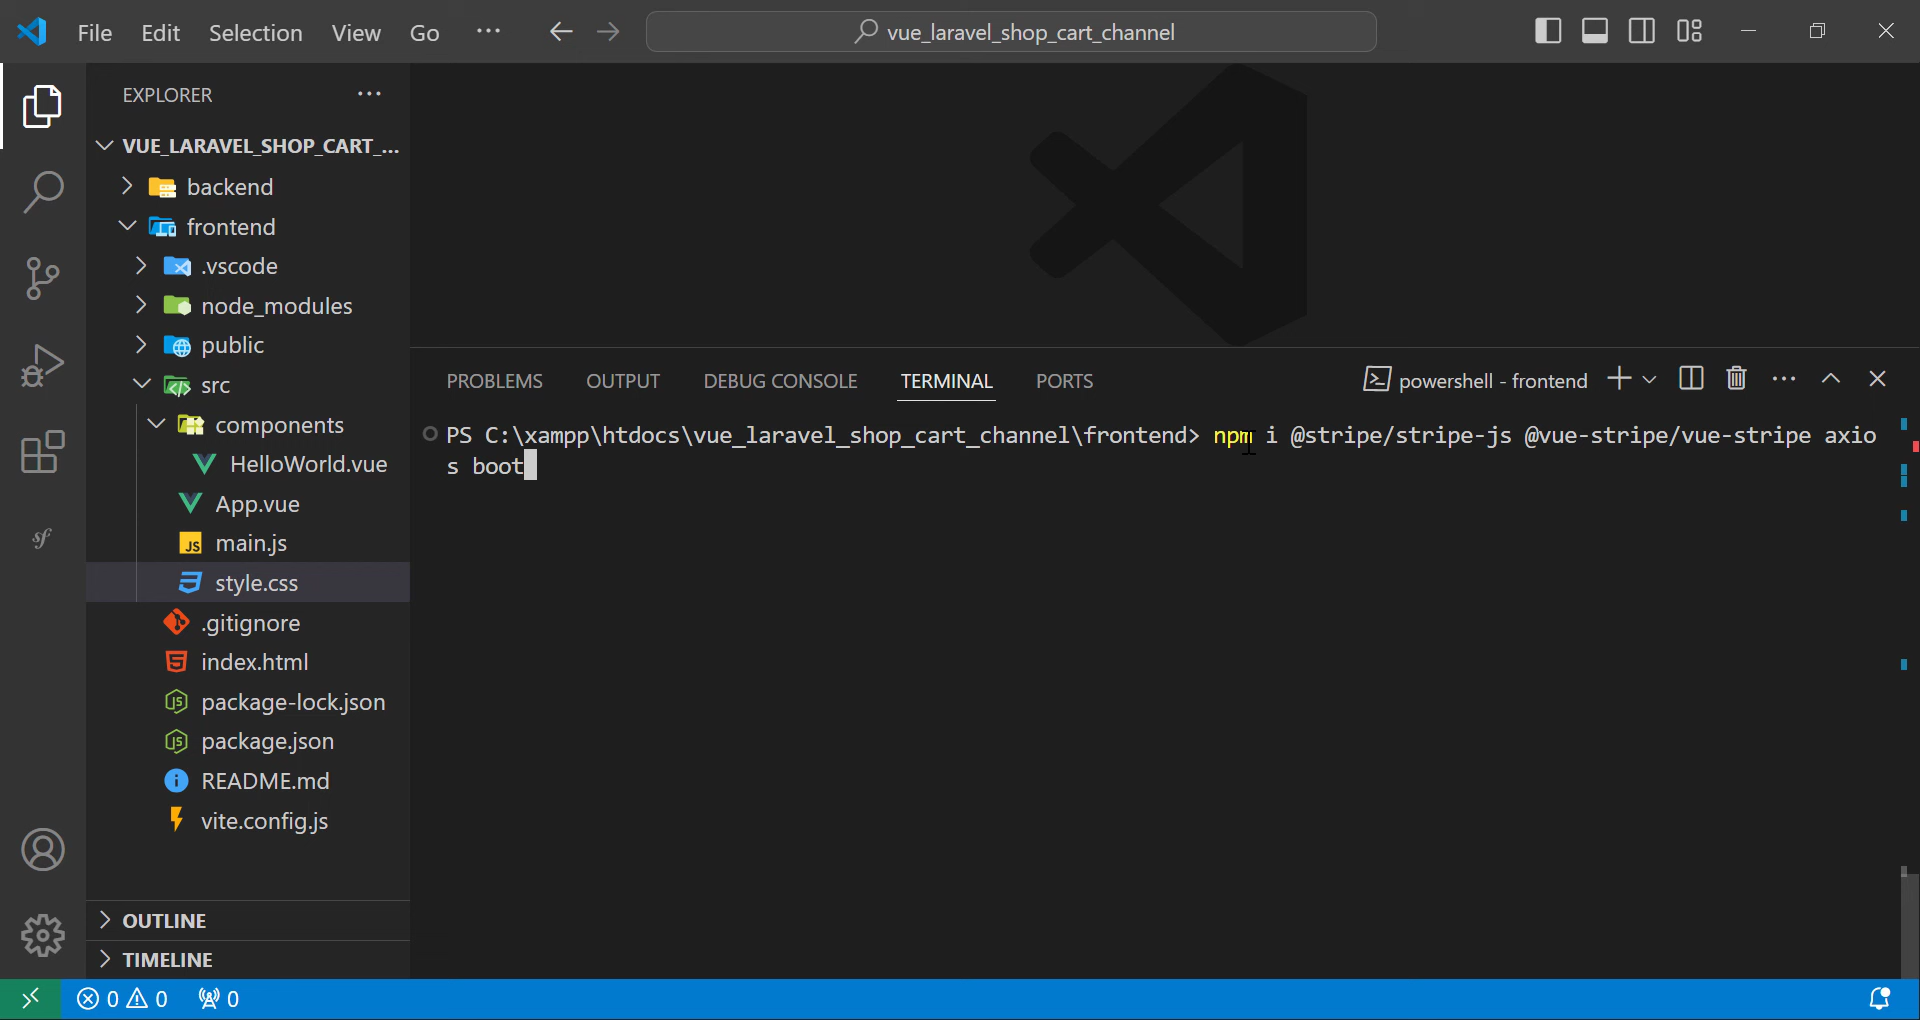 File Edit Selection View Go ... vue_laravel_shop_cart_channel
EXPLORER ...
VUE_LARAVEL_SHOP_CART_...
backend
frontend
.vscode
node_modules
public
src
components
HelloWorld.vue
App.vue
JS main.js
style.css
.gitignore
index.html
package-lock.json
package.json
README.md
vite.config.js
OUTLINE
TIMELINE
PROBLEMS OUTPUT DEBUG CONSOLE TERMINAL PORTS powershell - frontend
PS C:\xampp\htdocs\vue_laravel_shop_cart_channel\frontend> npm i @stripe/stripe-js @vue-stripe/vue-stripe axio
s boot
0 0 0